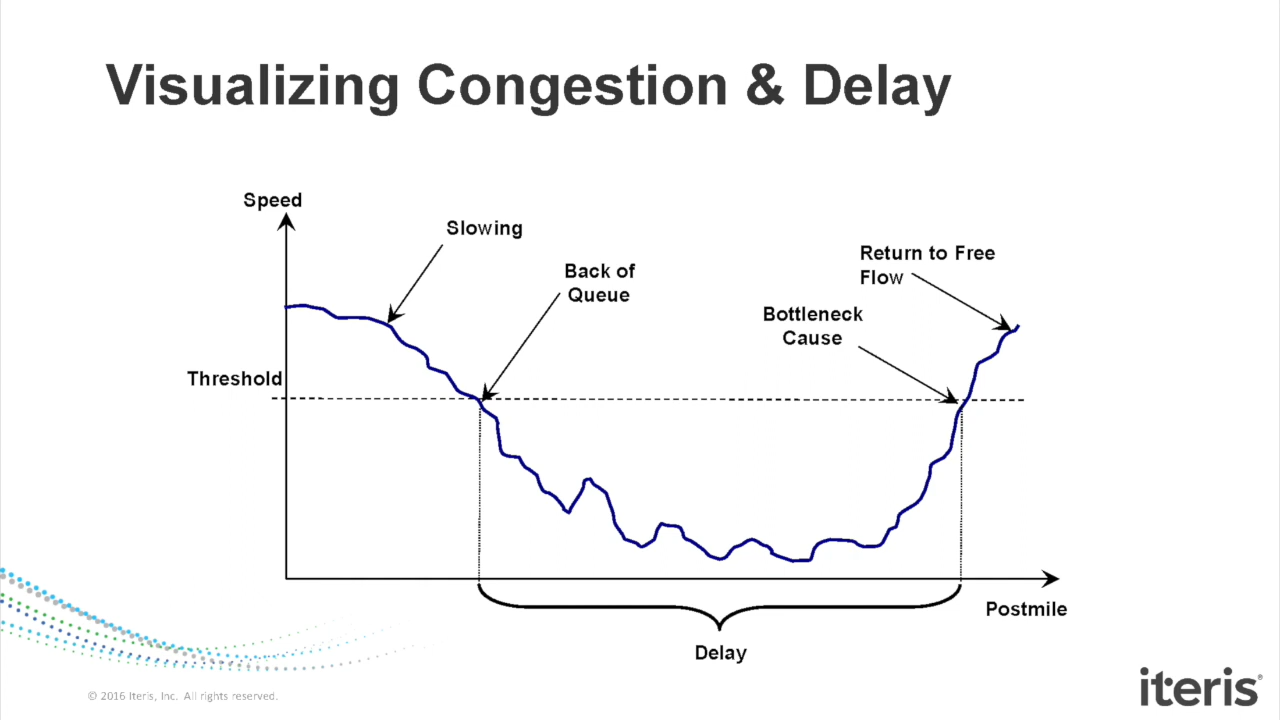 Visualizing Congestion & Delay
Speed
Slowing
Back of
Queue
Return to Free
Flow
Bottleneck
Cause
Threshold
Postmile
Delay
© 2016 Iteris, Inc. All rights reserved.
iteris®